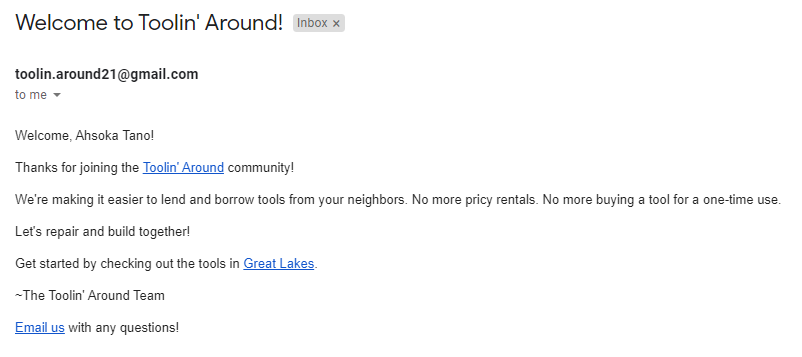 Welcome to Toolin' Around! Inbox ×
toolin.around21@gmail.com
to me
Welcome, Ahsoka Tano!
Thanks for joining the Toolin' Around community!
We're making it easier to lend and borrow tools from your neighbors. No more pricy rentals. No more buying a tool for a one-time use.
Let's repair and build together!
Get started by checking out the tools in Great Lakes.
~The Toolin' Around Team
Email us with any questions!